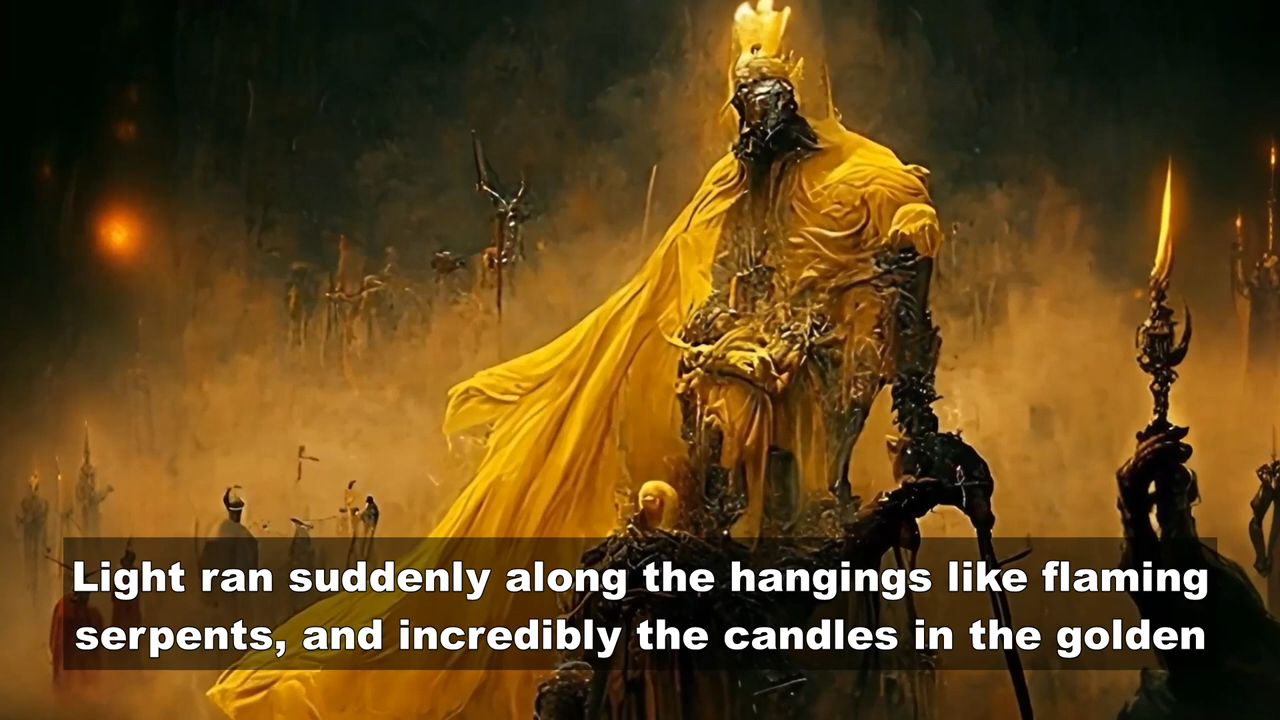 Light ran suddenly along the hangings like flaming
serpents, and incredibly the candles in the golden